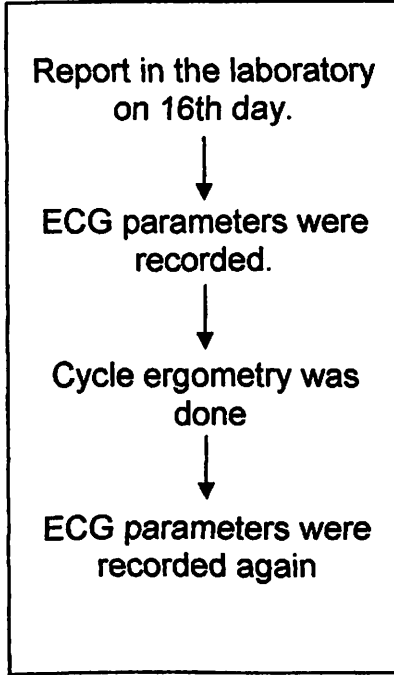 Report in the laboratory
on 16th day.
ECG parameters were
recorded.
Cycle ergometry was
done
ECG parameters were
recorded again